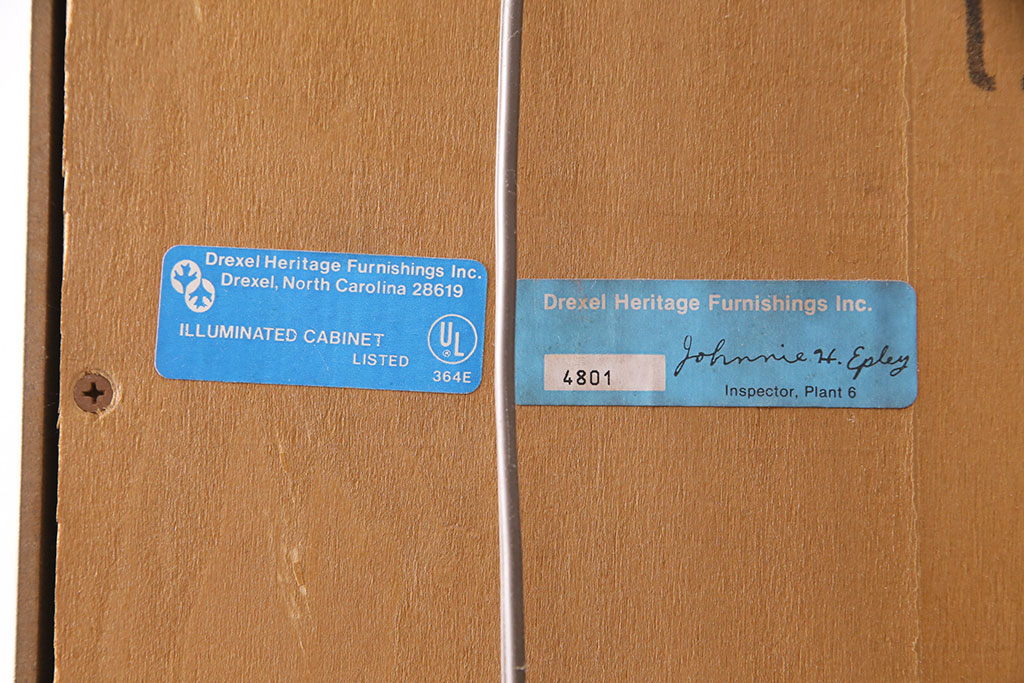 Drexel Heritage Furnishings Inc.
Drexel, North Carolina 28619
ILLUMINATED CABINET
LISTED
UL
364E
Drexel Heritage Furnishings Inc.
4801
Johnnie H. Epley
Inspector, Plant 6